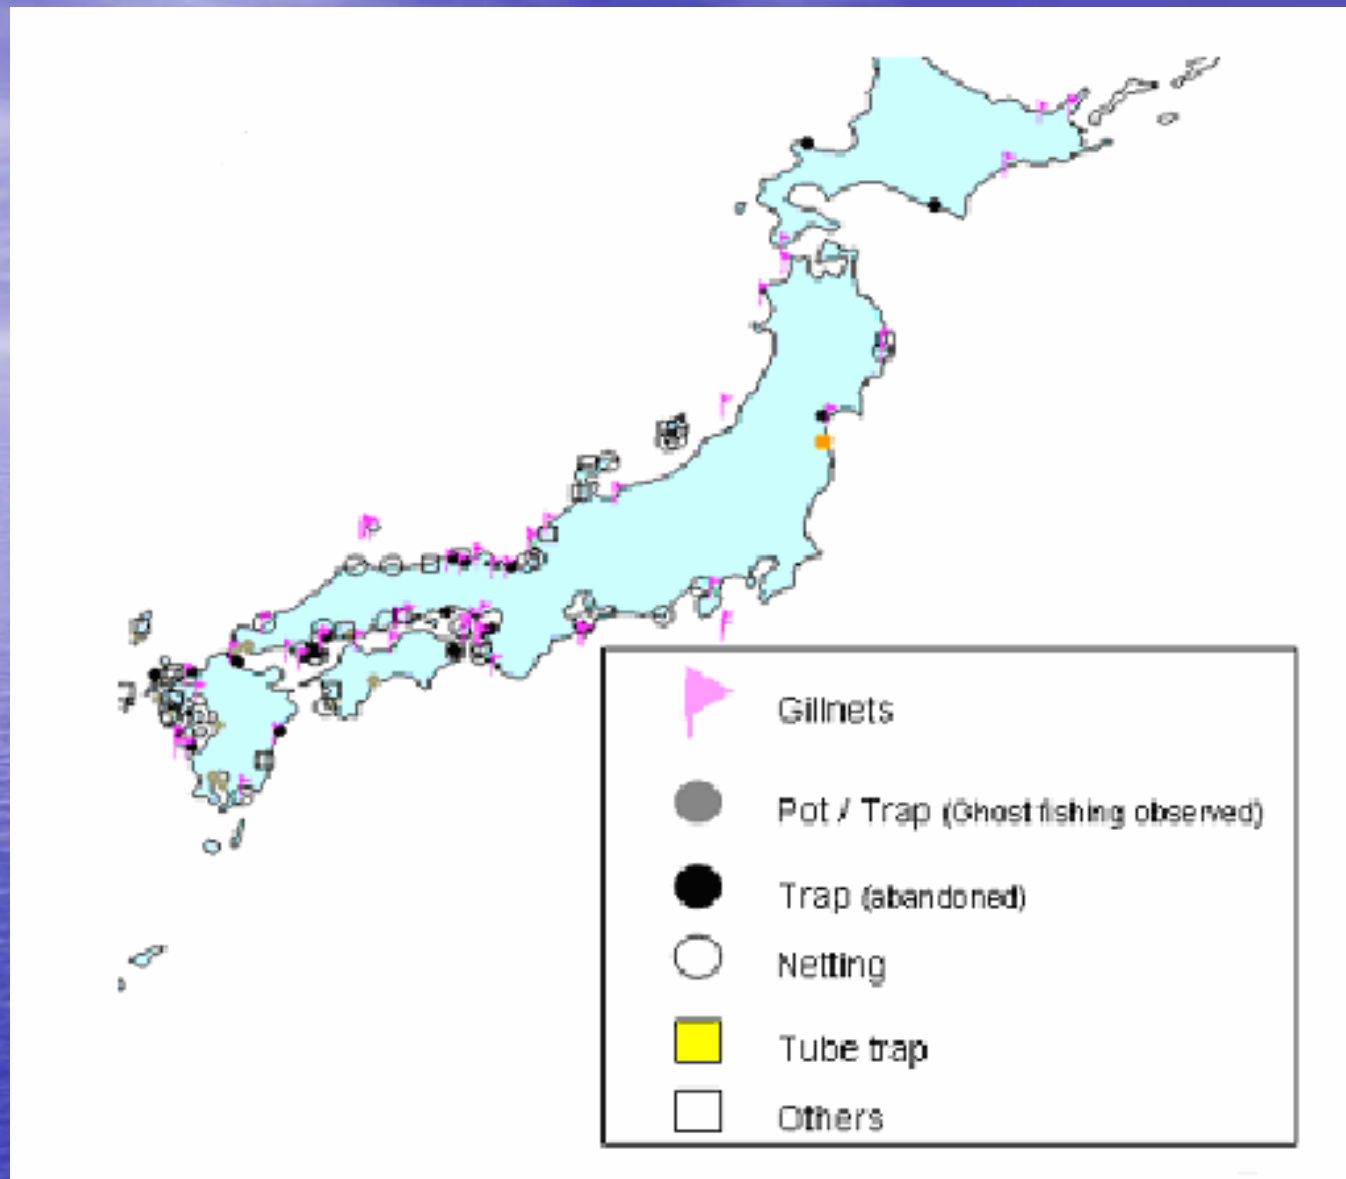 Gillnets
Pot / Trap (Ghost fishing observed)
Trap (abandoned)
Netting
Tube trap
Others